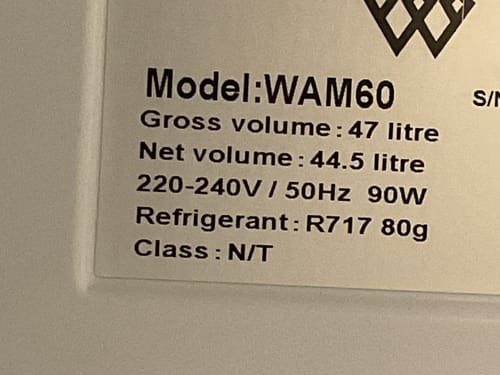 Model:WAM60
S/N
Gross volume : 47 litre
Net volume : 44.5 litre
220-240V / 50Hz 90W
Refrigerant : R717 80g
Class : N/T